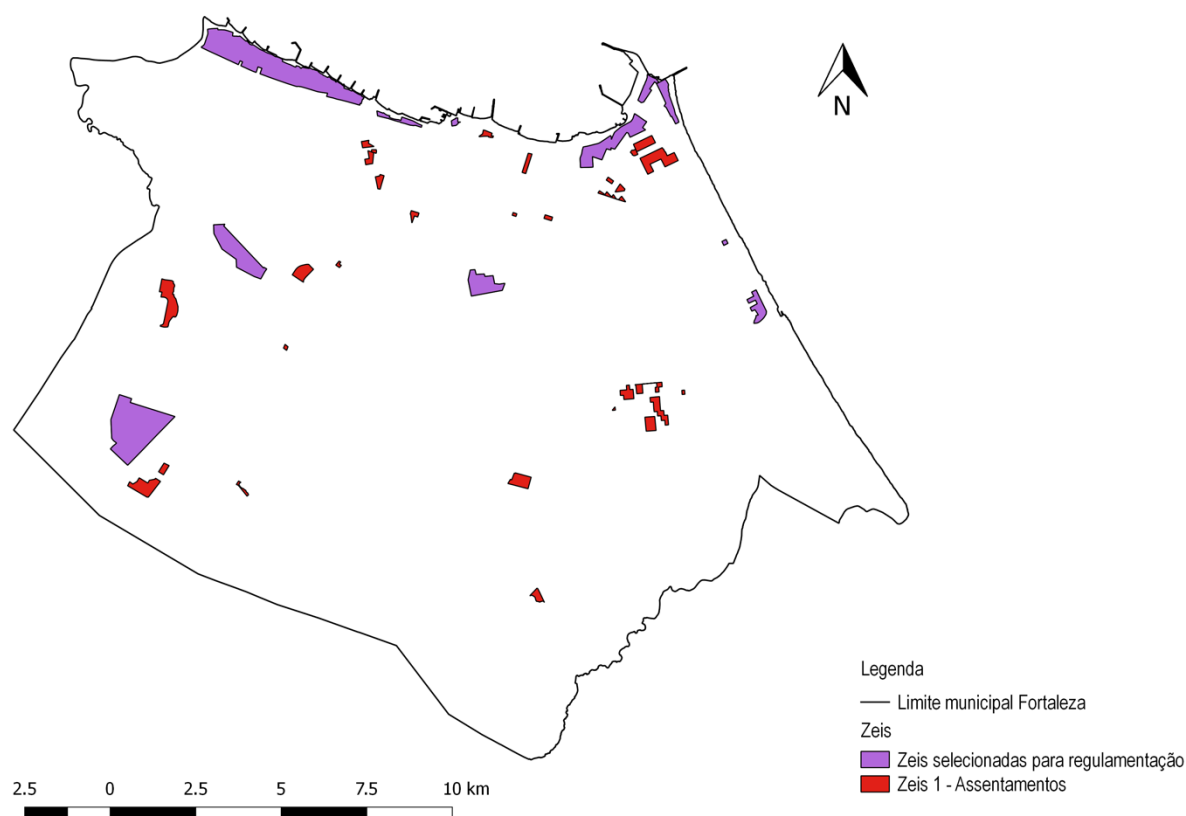 N
Legenda
Limite municipal Fortaleza
Zeis
Zeis selecionadas para regulamentação
Zeis 1 - Assentamentos
2.5 0 2.5 5 7.5 10 km